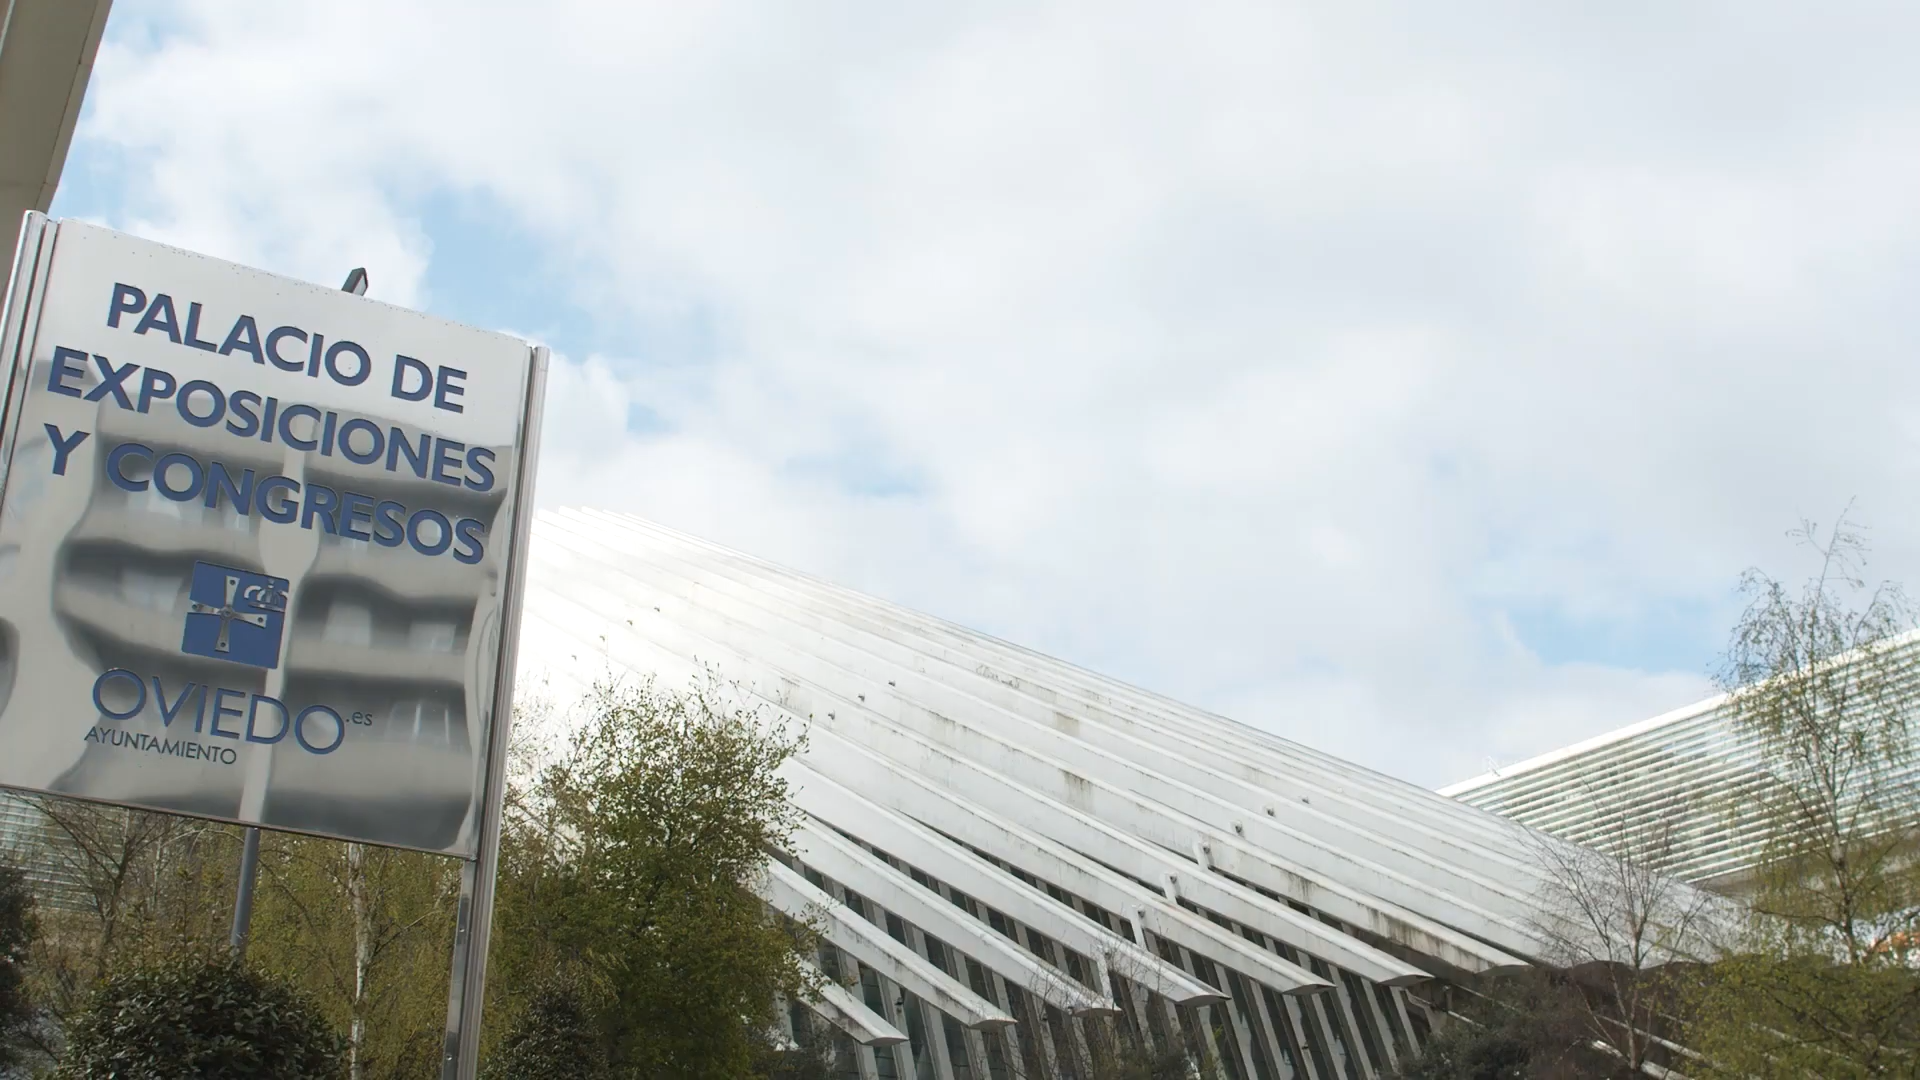 PALACIO DE
EXPOSICIONES
Y CONGRESOS
OVIEDO.es
AYUNTAMIENTO